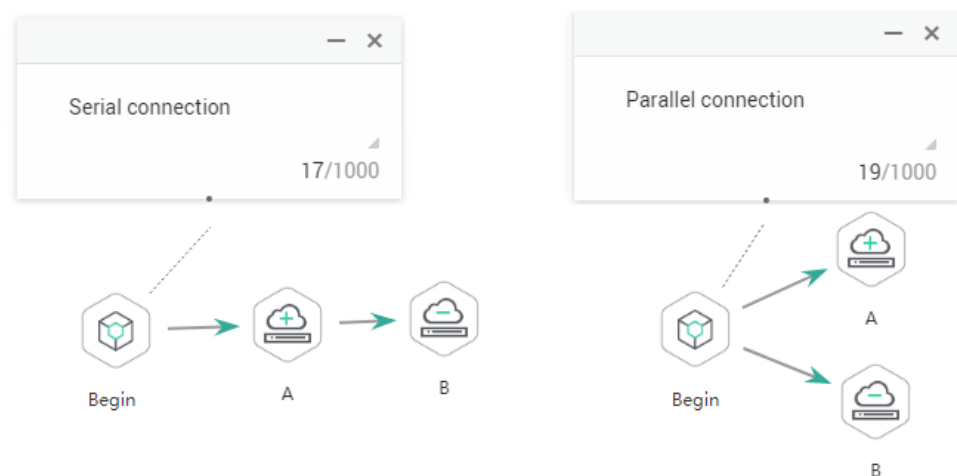 Serial connection
17/1000
Begin
A
B
Parallel connection
19/1000
A
Begin
B